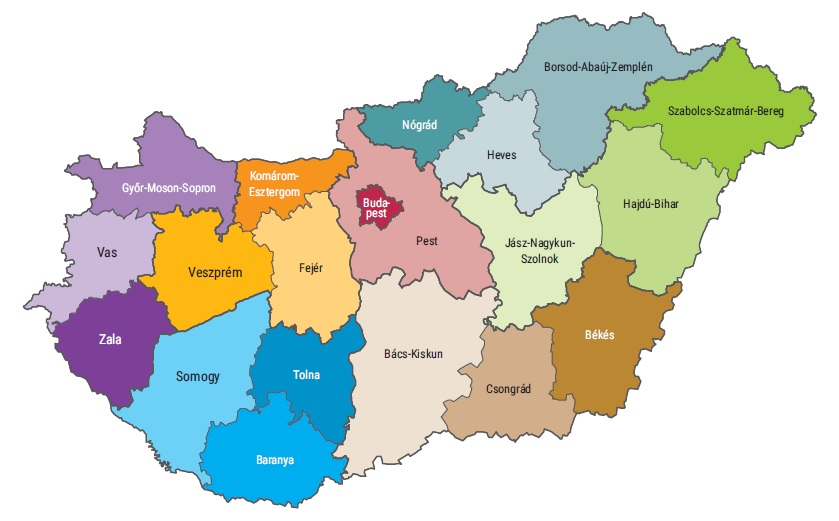 Borsod-Abaúj-Zemplén
Szabolcs-Szatmár-Bereg
Nógrád
Heves
Komárom-
Esztergom
Győr-Moson-Sopron
Buda-
pest
Hajdú-Bihar
Pest
Jász-Nagykun-
Szolnok
Vas
Veszprém
Fejér
Zala
Békés
Bács-Kiskun
Somogy
Tolna
Csongrád
Baranya